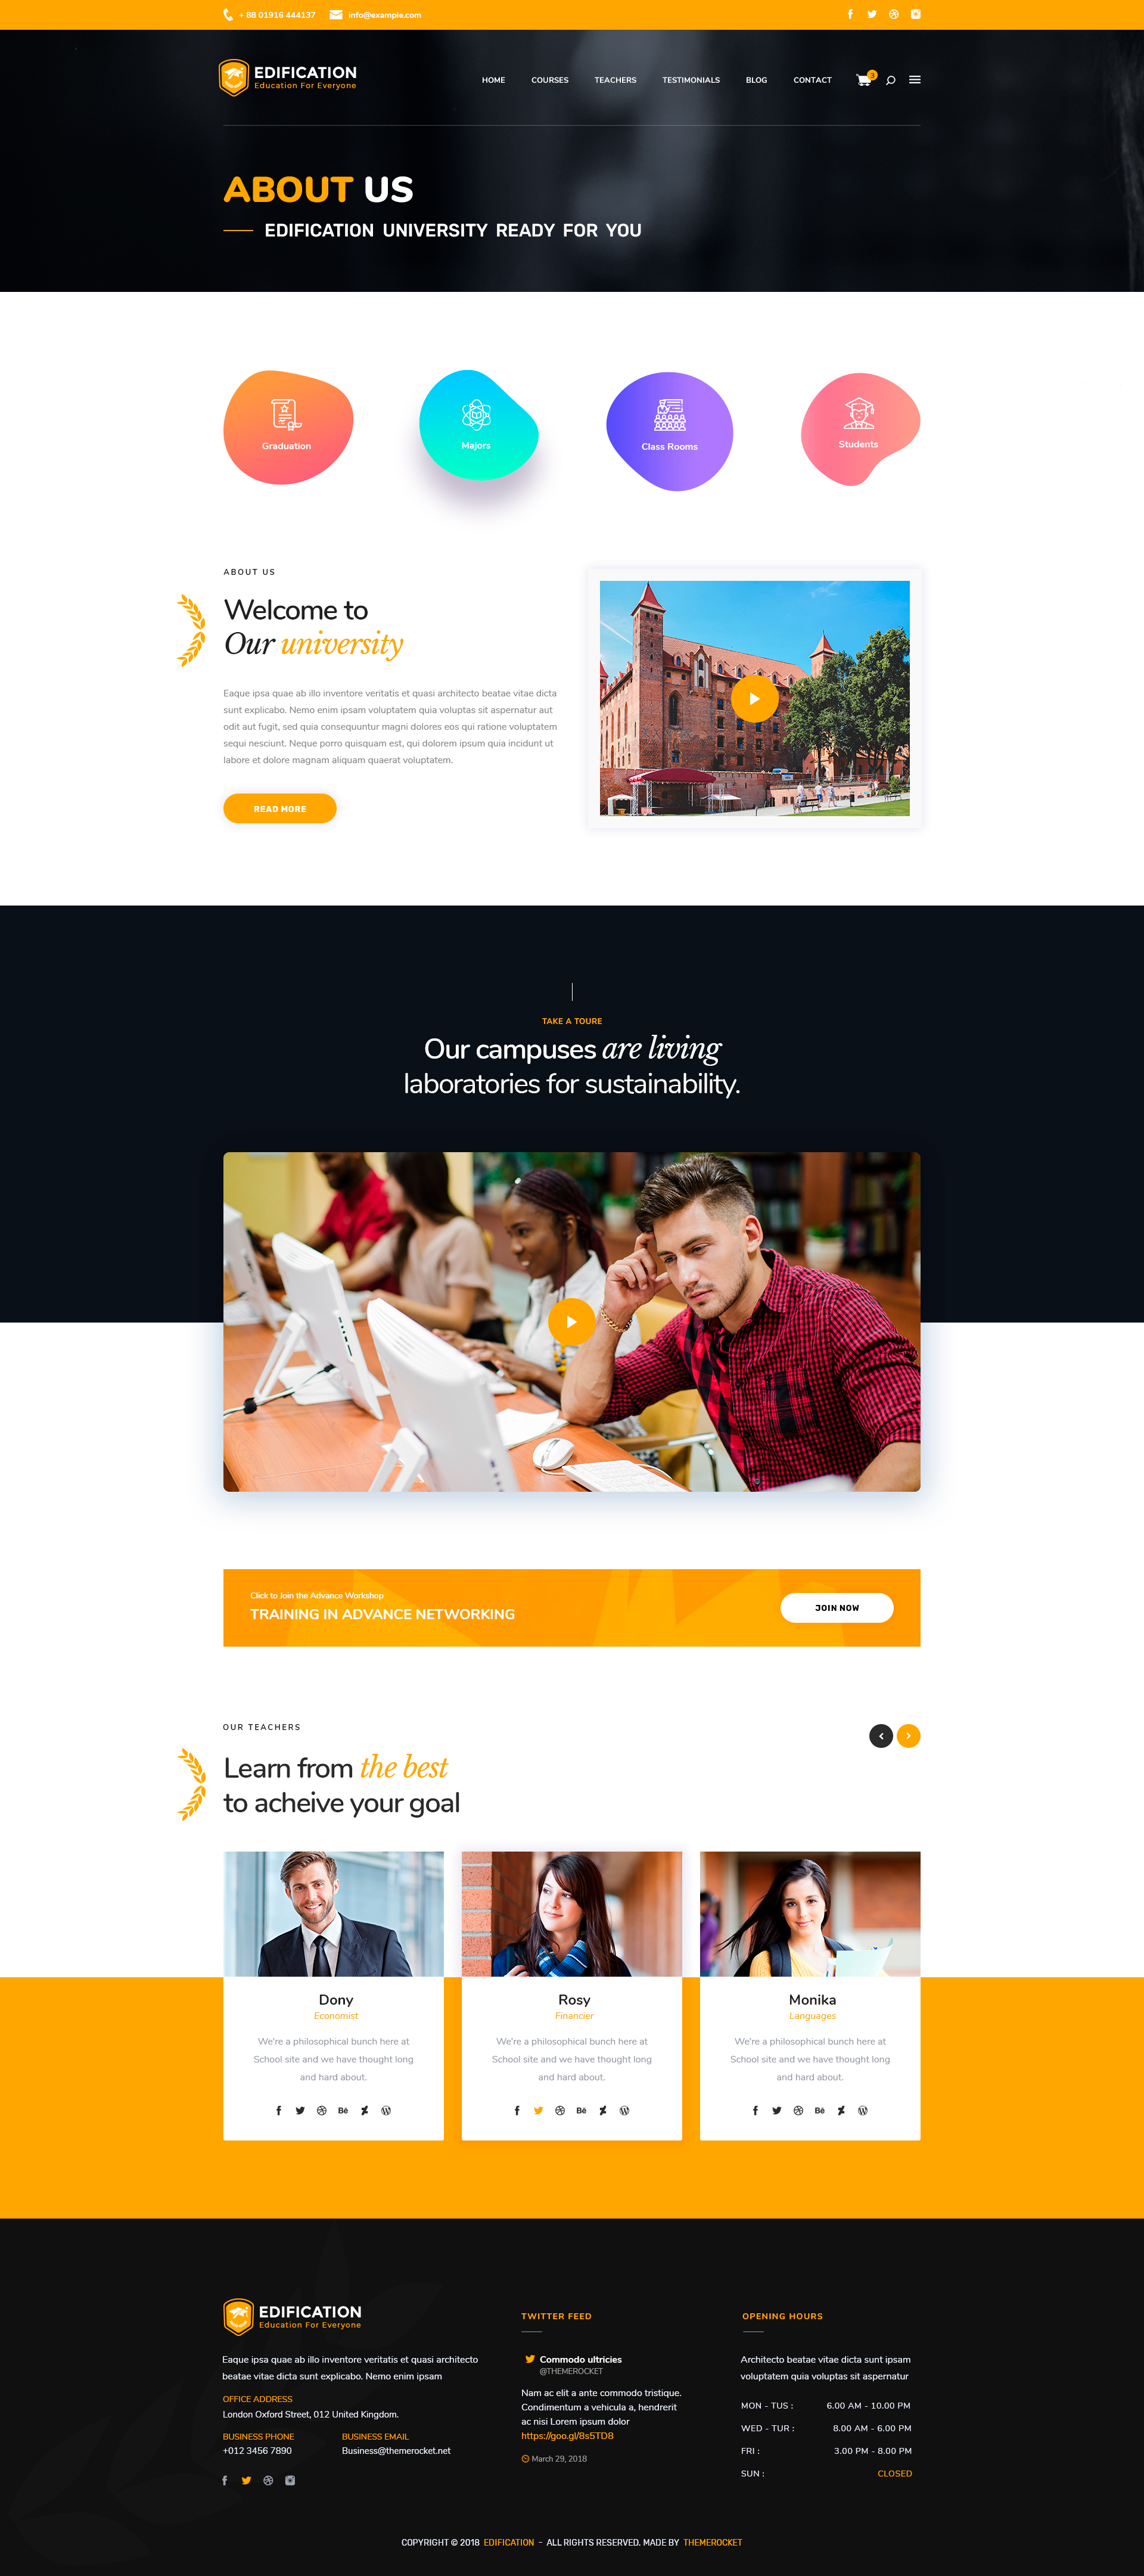 + 88 01916 444137 info@example.com
EDIFICATION
Education For Everyone
HOME COURSES TEACHERS TESTIMONIALS BLOG CONTACT 3
ABOUT US
EDIFICATION UNIVERSITY READY FOR YOU
Graduation
Majors
Class Rooms
Students
ABOUT US
Welcome to
Our university
Eaque ipsa quae ab illo inventore veritatis et quasi architecto beatae vitae dicta
sunt explicabo. Nemo enim ipsam voluptatem quia voluptas sit aspernatur aut
odit aut fugit, sed quia consequuntur magni dolores eos qui ratione voluptatem
sequi nesciunt. Neque porro quisquam est, qui dolorem ipsum quia incidunt ut
labore et dolore magnam aliquam quaerat voluptatem.
READ MORE
TAKE A TOURE
Our campuses are living
laboratories for sustainability.
Click to Join the Advance Workshop
TRAINING IN ADVANCE NETWORKING
JOIN NOW
OUR TEACHERS
Learn from the best
to acheive your goal
Dony
Economist
We're a philosophical bunch here at
School site and we have thought long
and hard about.
Bē
Rosy
Financier
We're a philosophical bunch here at
School site and we have thought long
and hard about.
Bē
Monika
Languages
We're a philosophical bunch here at
School site and we have thought long
and hard about.
Bē
EDIFICATION
Education For Everyone
Eaque ipsa quae ab illo inventore veritatis et quasi architecto
beatae vitae dicta sunt explicabo. Nemo enim ipsam
OFFICE ADDRESS
London Oxford Street, 012 United Kingdom.
BUSINESS PHONE BUSINESS EMAIL
+012 3456 7890 Business@themerocket.net
TWITTER FEED
Commodo ultricies
@THEMEROCKET
Nam ac elit a ante commodo tristique.
Condimentum a vehicula a, hendrerit
ac nisi Lorem ipsum dolor
https://goo.gl/8s5TD8
March 29, 2018
OPENING HOURS
Architecto beatae vitae dicta sunt ipsam
voluptatem quia voluptas sit aspernatur
MON - TUS : 6.00 AM - 10.00 PM
WED - TUR : 8.00 AM - 6.00 PM
FRI : 3.00 PM - 8.00 PM
SUN : CLOSED
COPYRIGHT © 2018 EDIFICATION - ALL RIGHTS RESERVED. MADE BY THEMEROCKET